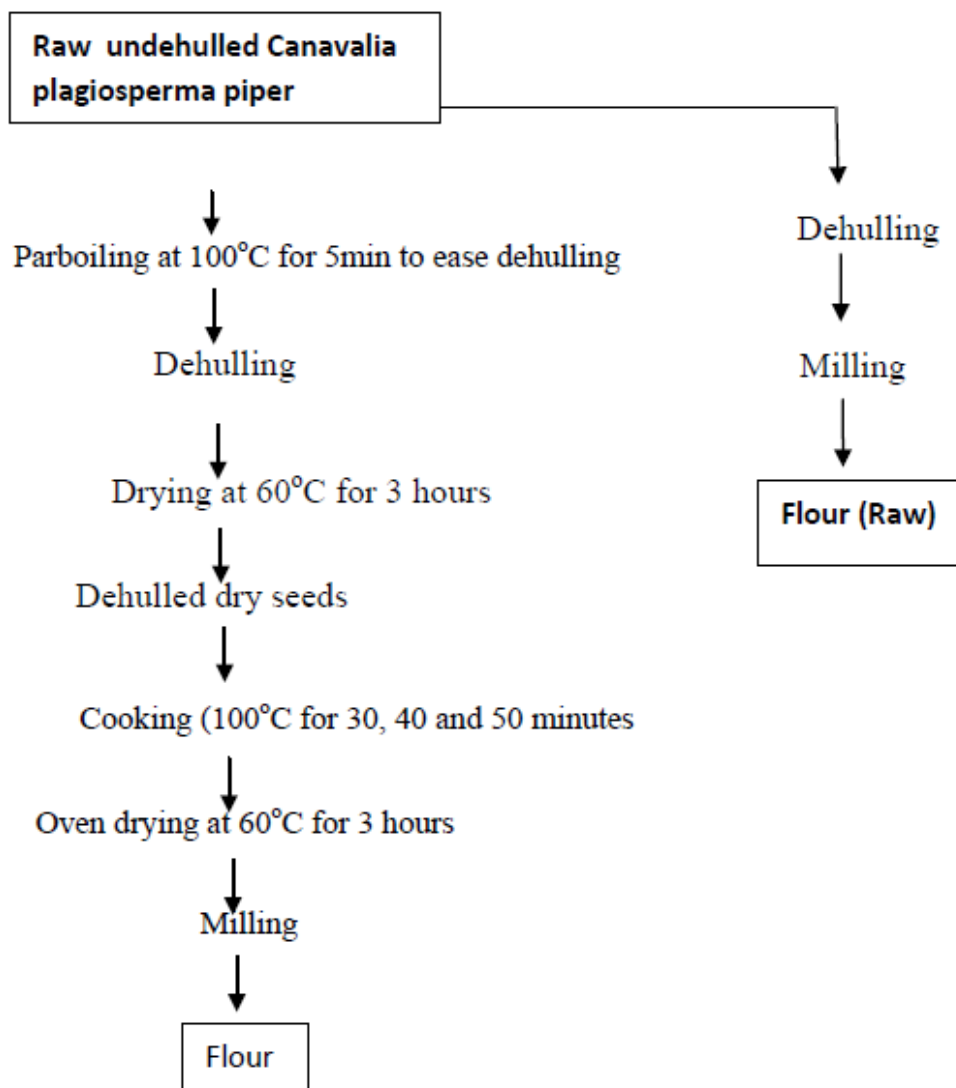 Raw undehulled Canavalia
plagiosperma piper
Parboiling at 100°C for 5min to ease dehulling
Dehulling
Drying at 60°C for 3 hours
Dehulled dry seeds
Cooking (100°C for 30, 40 and 50 minutes
Oven drying at 60°C for 3 hours
Milling
Flour
Dehulling
Milling
Flour (Raw)